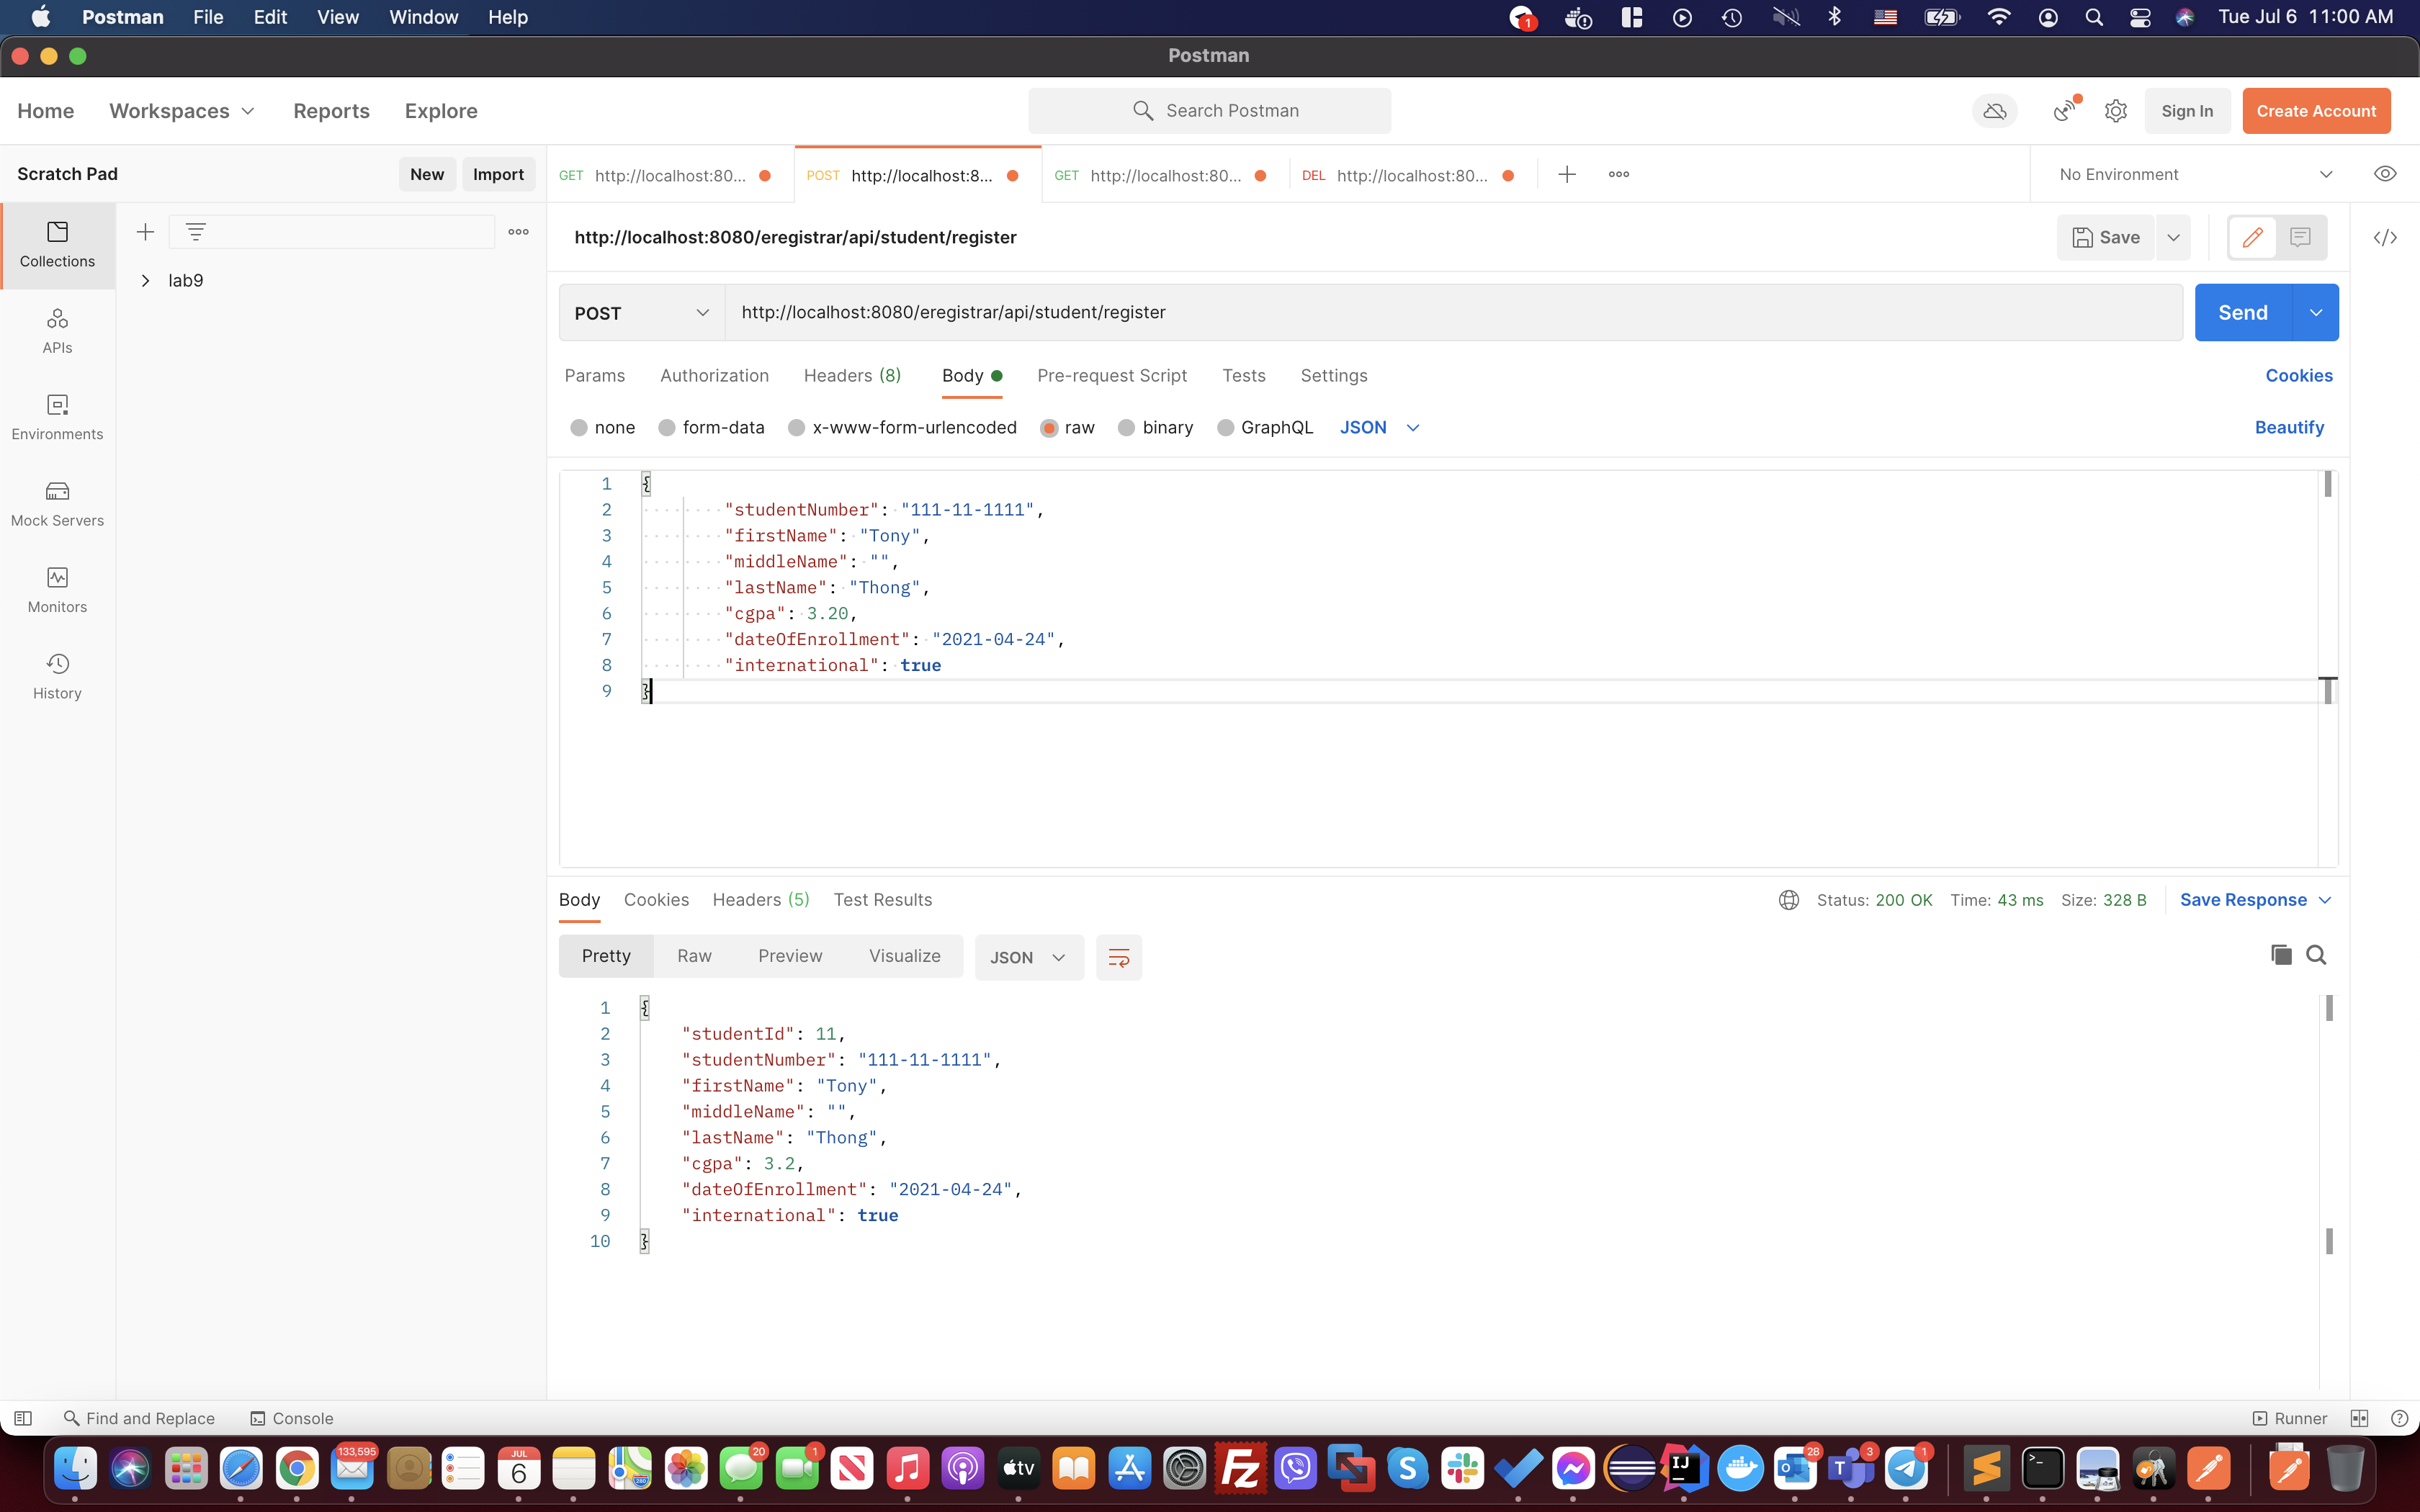 Postman File Edit View Window Help 1 Tue Jul 6 11:00 AM
Postman
Home Workspaces Reports Explore Search Postman Sign In Create Account
Scratch Pad New Import GET http://localhost:80... POST http://localhost:8... GET http://localhost:80... DEL http://localhost:80... No Environment
Collections
lab9
APIs
Environments
Mock Servers
Monitors
History
http://localhost:8080/eregistrar/api/student/register Save
POST http://localhost:8080/eregistrar/api/student/register Send
Params Authorization Headers (8) Body Pre-request Script Tests Settings Cookies
none form-data x-www-form-urlencoded raw binary GraphQL JSON Beautify
1 {
2 "studentNumber": "111-11-1111",
3 "firstName": "Tony",
4 "middleName": "",
5 "lastName": "Thong",
6 "cgpa": 3.20,
7 "dateOfEnrollment": "2021-04-24",
8 "international": true
9 }
Body Cookies Headers (5) Test Results Status: 200 OK Time: 43 ms Size: 328 B Save Response
Pretty Raw Preview Visualize JSON
1 {
2 "studentId": 11,
3 "studentNumber": "111-11-1111",
4 "firstName": "Tony",
5 "middleName": "",
6 "lastName": "Thong",
7 "cgpa": 3.2,
8 "dateOfEnrollment": "2021-04-24",
9 "international": true
10 }
Find and Replace Console Runner
133,595 JUL 6 20 1 tv Fz S IJ 28 3 1